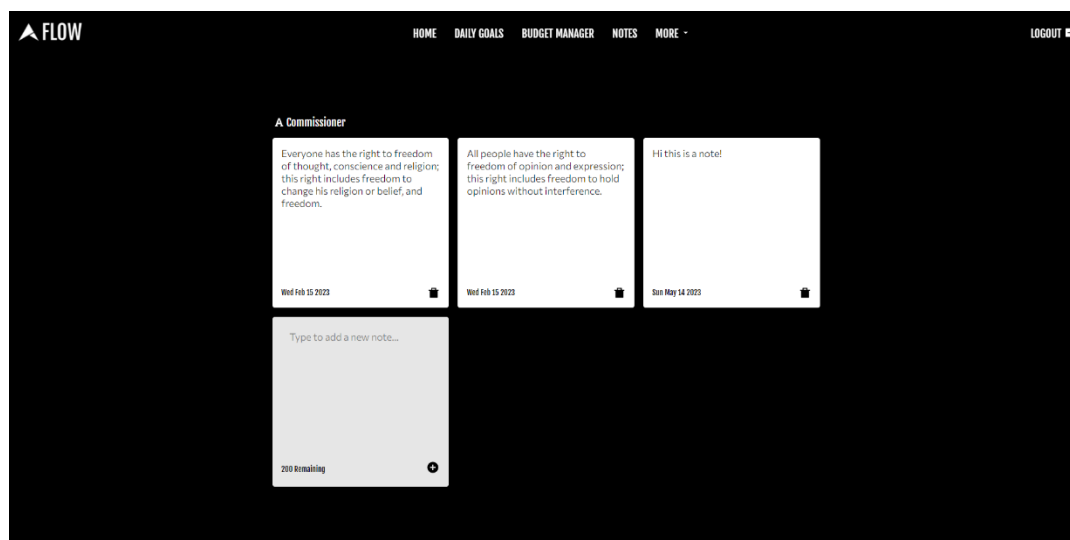 FLOW
HOME DAILY GOALS BUDGET MANAGER NOTES MORE
LOGOUT
A Commissioner
Everyone has the right to freedom
of thought, conscience and religion;
this right includes freedom to
change his religion or belief, and
freedom.
Wed Feb 15 2023
All people have the right to
freedom of opinion and expression;
this right includes freedom to hold
opinions without interference.
Wed Feb 15 2023
Hi this is a note!
Sun May 14 2023
Type to add a new note...
200 Remaining